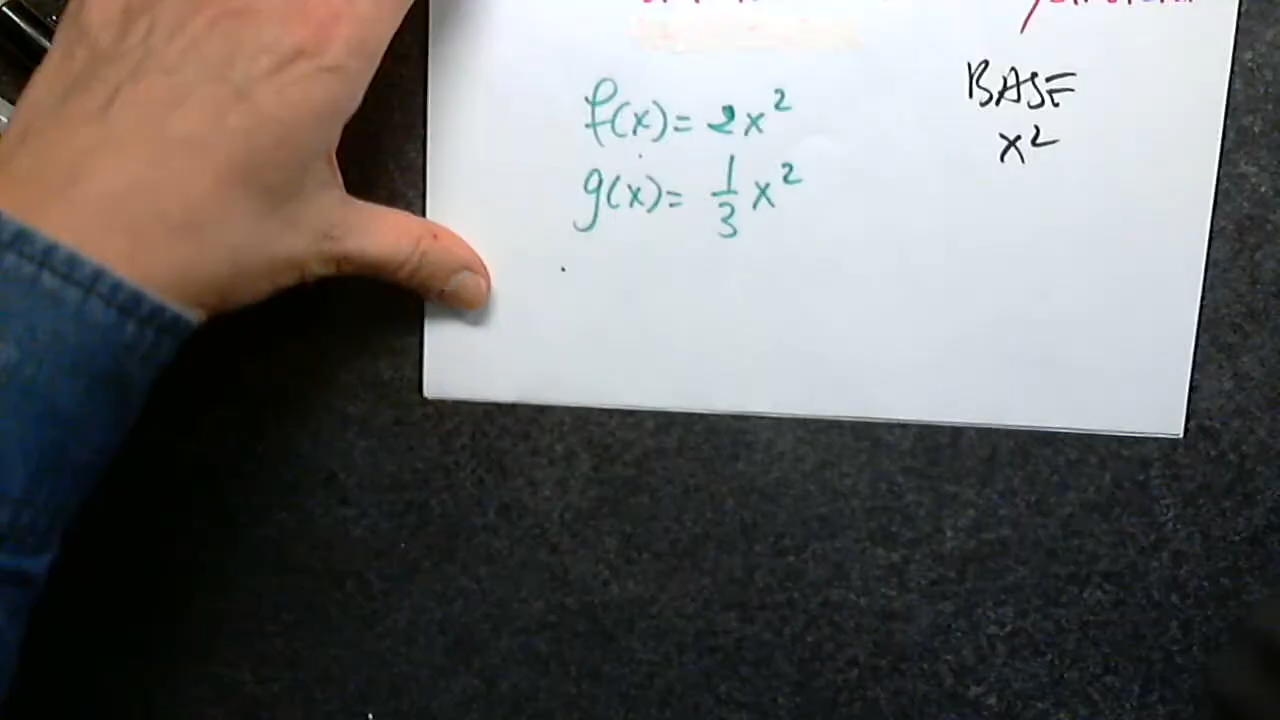 f(x) = 2x²
BASE
x²
g(x) = 1/3 x²